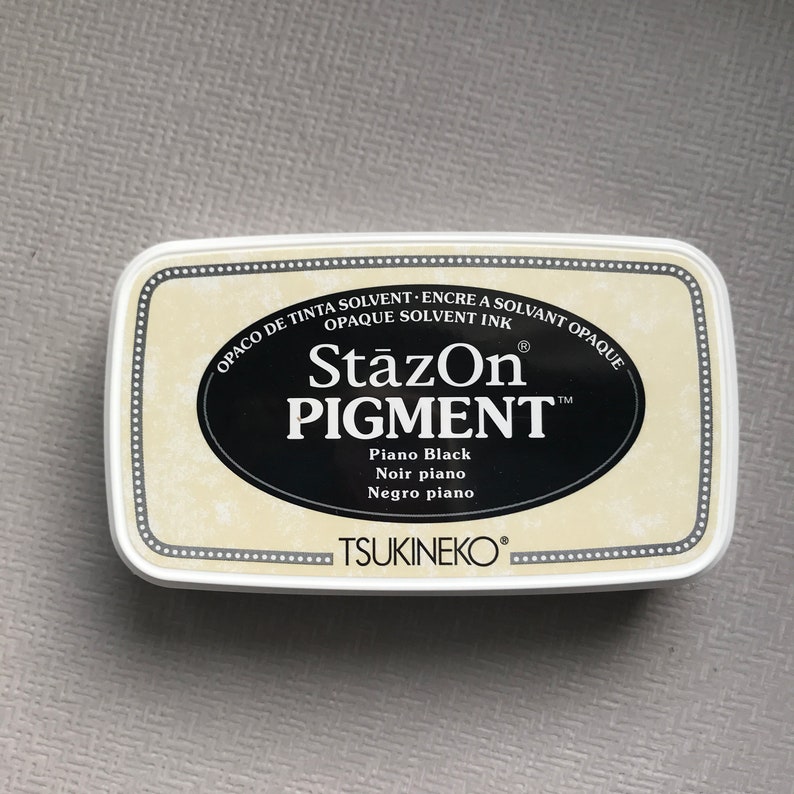 OPACO DE TINTA SOLVENT · ENCRE A SOLVANT OPAQUE
OPAQUE SOLVENT INK
StāzOn®
PIGMENT™
Piano Black
Noir piano
Negro piano
TSUKINEKO®